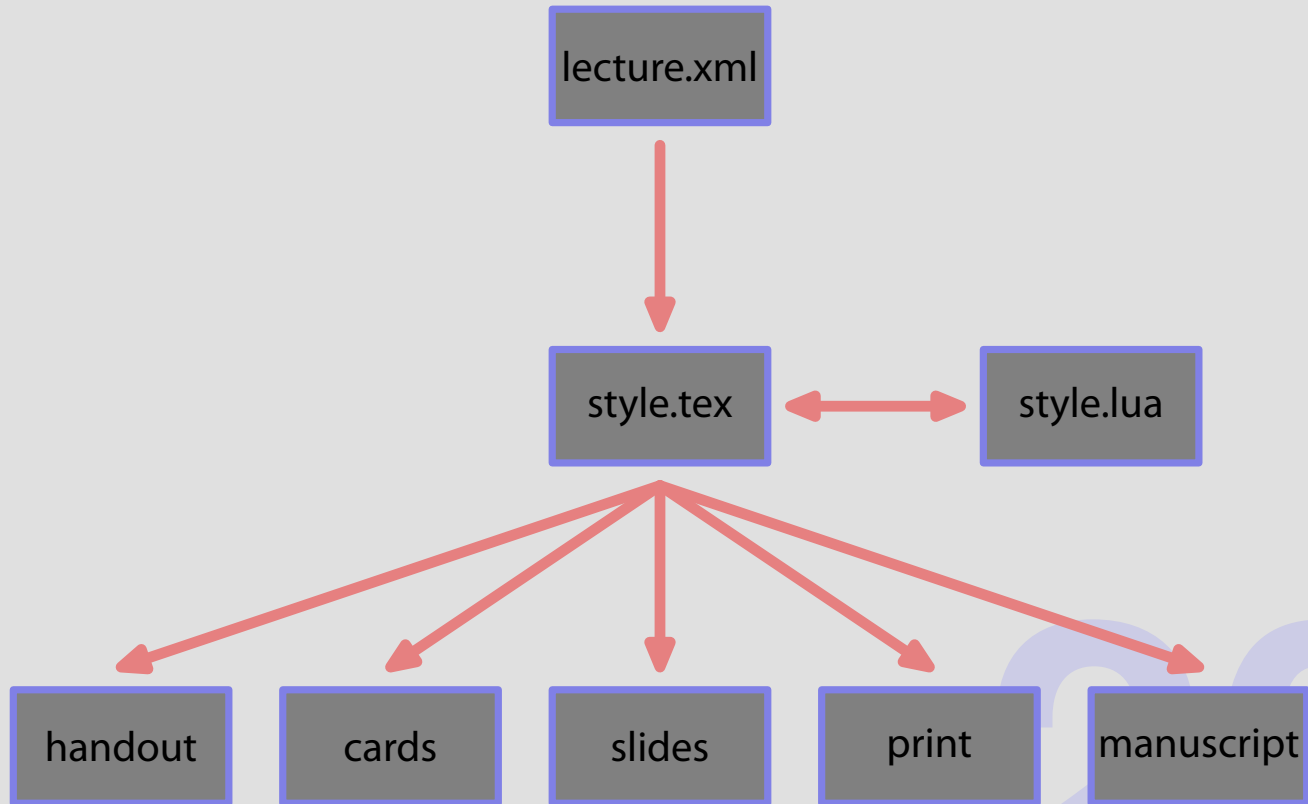 lecture.xml
style.tex
style.lua
handout
cards
slides
print
manuscript